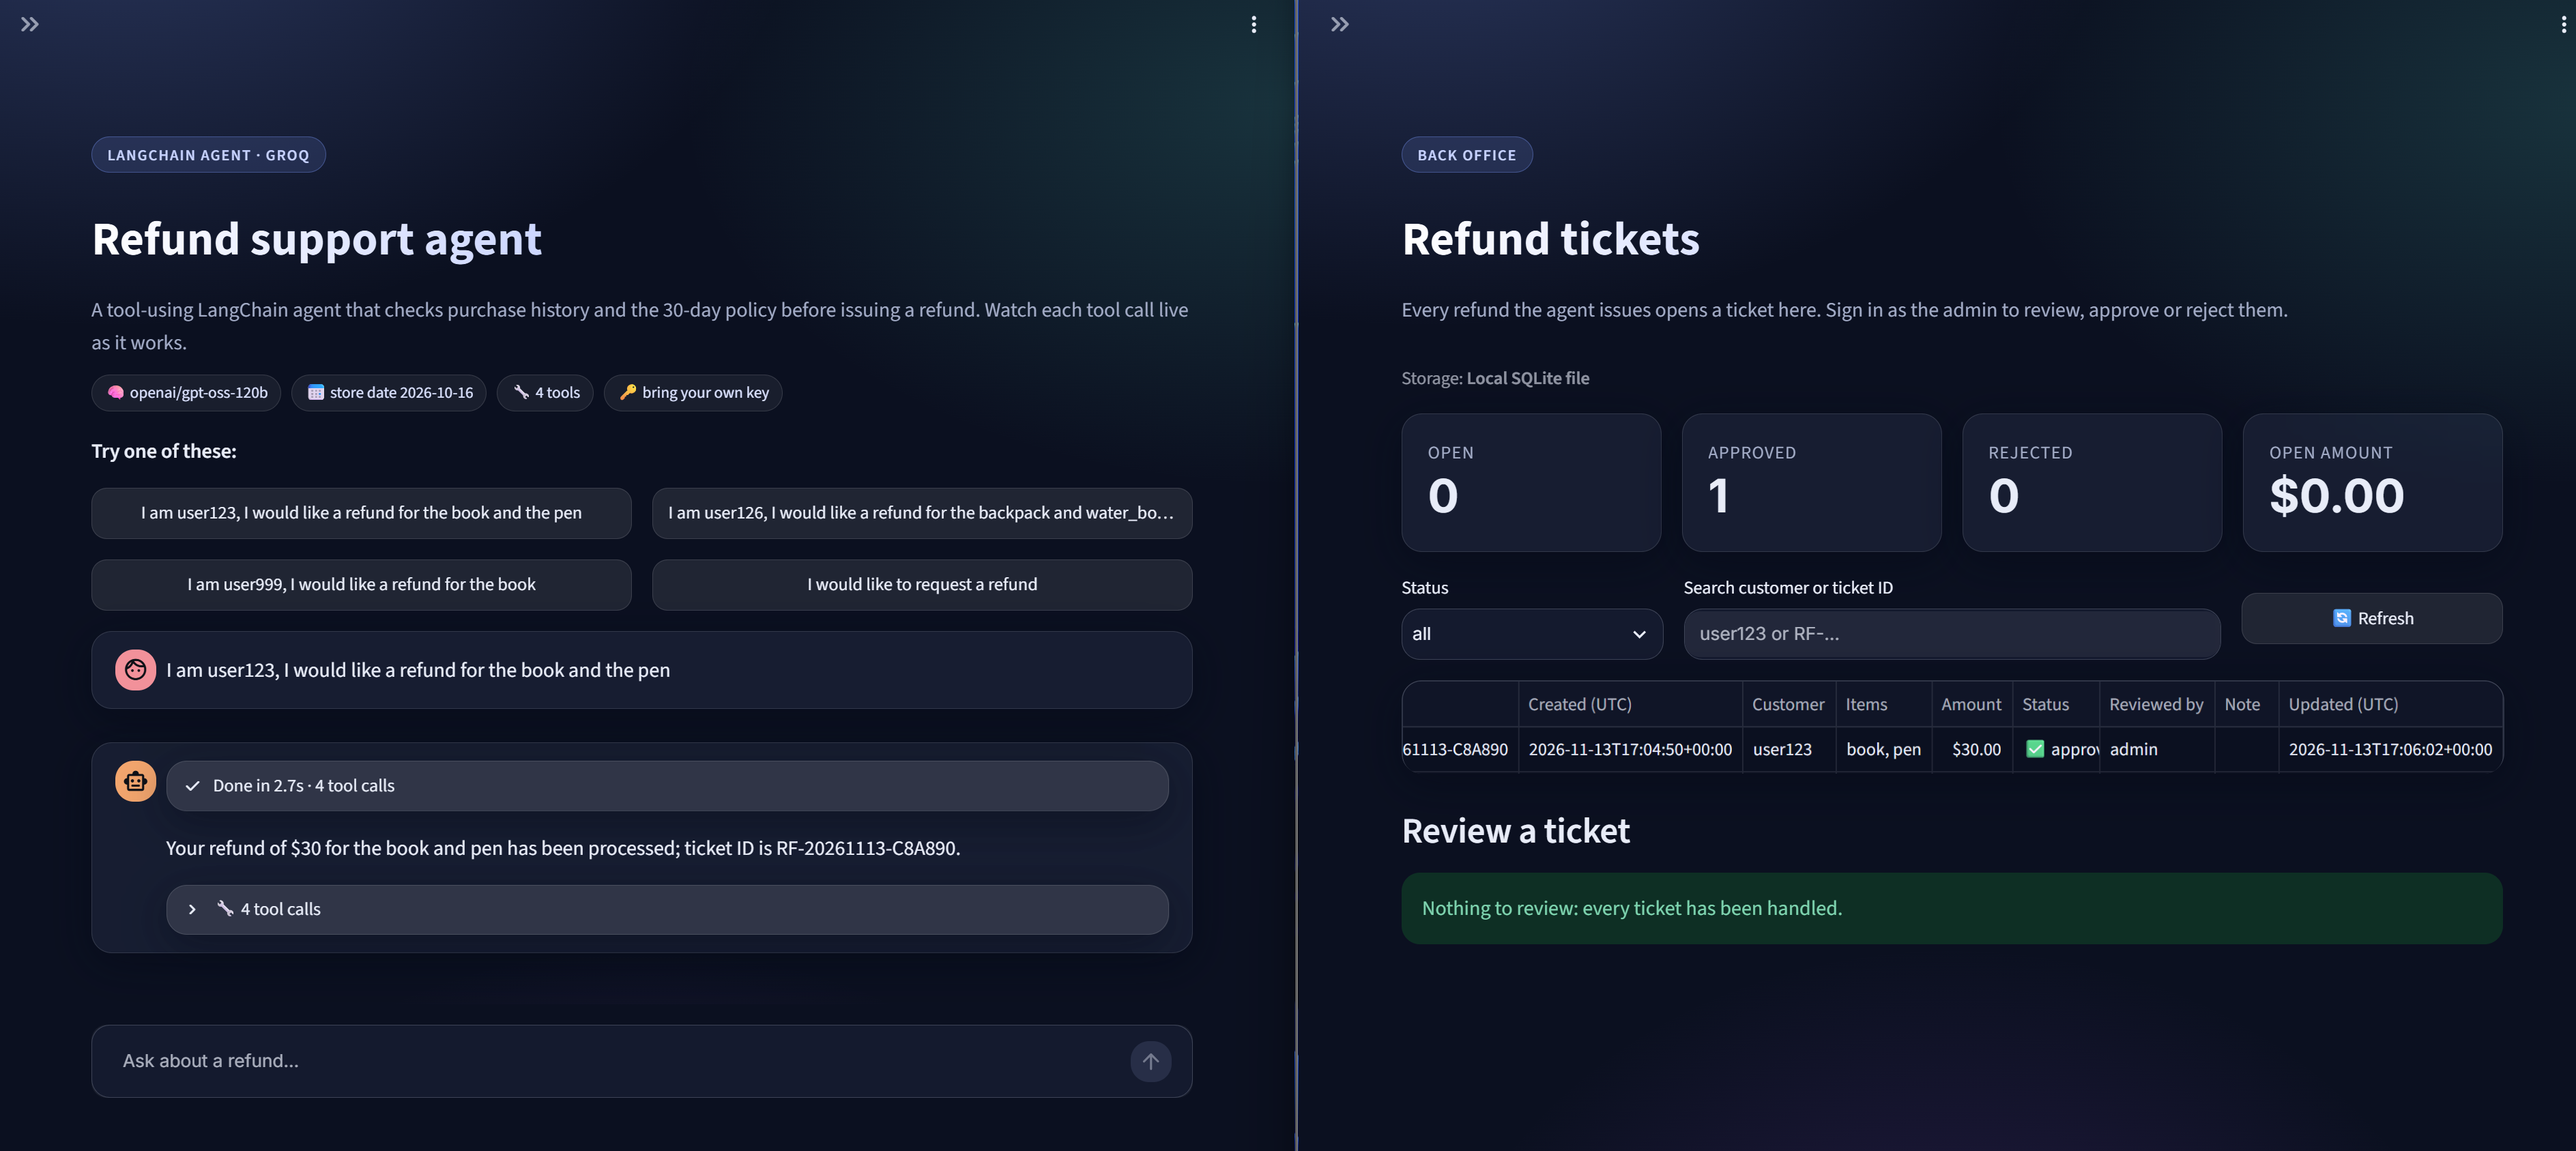 LANGCHAIN AGENT · GROQ
Refund support agent
A tool-using LangChain agent that checks purchase history and the 30-day policy before issuing a refund. Watch each tool call live
as it works.
openai/gpt-oss-120b
store date 2026-10-16
4 tools
bring your own key
Try one of these:
I am user123, I would like a refund for the book and the pen
I am user126, I would like a refund for the backpack and water_bo...
I am user999, I would like a refund for the book
I would like to request a refund
I am user123, I would like a refund for the book and the pen
Done in 2.7s · 4 tool calls
Your refund of $30 for the book and pen has been processed; ticket ID is RF-20261113-C8A890.
4 tool calls
Ask about a refund...
BACK OFFICE
Refund tickets
Every refund the agent issues opens a ticket here. Sign in as the admin to review, approve or reject them.
Storage: Local SQLite file
OPEN
0
APPROVED
1
REJECTED
0
OPEN AMOUNT
$0.00
Status
all
Search customer or ticket ID
user123 or RF-...
Refresh
Created (UTC) Customer Items Amount Status Reviewed by Note Updated (UTC)
61113-C8A890 2026-11-13T17:04:50+00:00 user123 book, pen $30.00 approv admin 2026-11-13T17:06:02+00:00
Review a ticket
Nothing to review: every ticket has been handled.